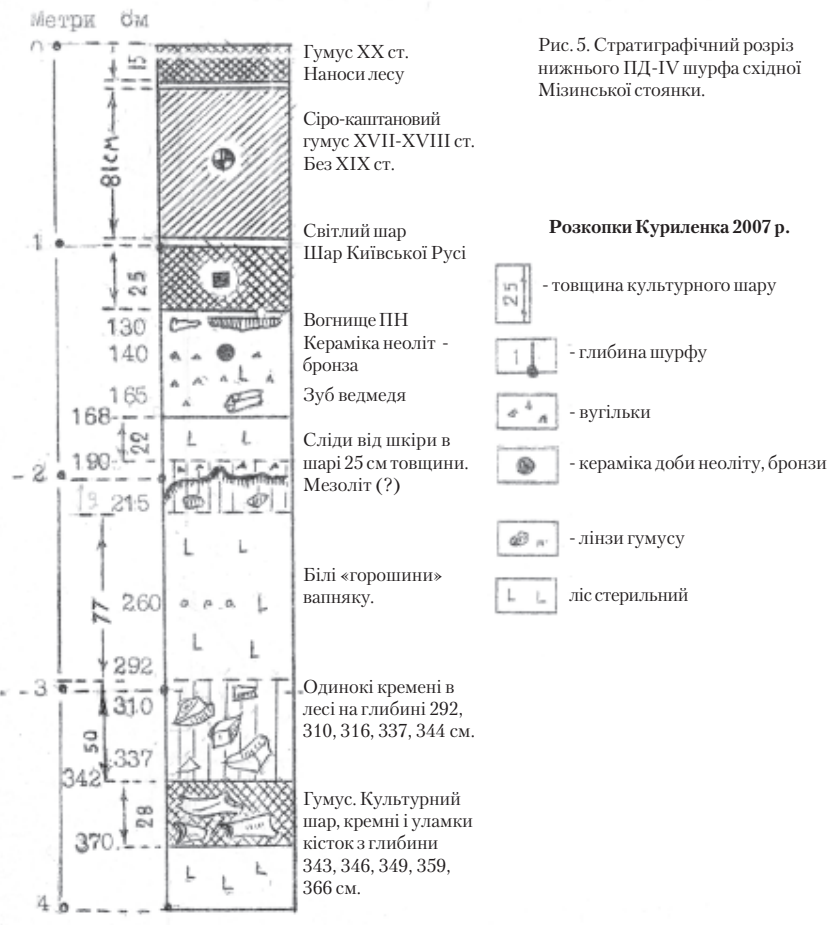 Метри см
0
15
Гумус ХХ ст.
Наноси лесу
Рис. 5. Стратиграфічний розріз
нижнього ПД-IV шурфа східної
Мізинської стоянки.
81см
Сіро-каштановий
гумус XVII-XVIII ст.
Без XIX ст.
1
Світлий шар
Шар Київської Русі
25
Розкопки Куриленка 2007 р.
25
- товщина культурного шару
130
140
165
168
Вогнище ПН
Кераміка неоліт -
бронза
Зуб ведмедя
1
- глибина шурфу
- вугільки
22
190
2
215
Сліди від шкіри в
шарі 25 см товщини.
Мезоліт (?)
- кераміка доби неоліту, бронзи
- лінзи гумусу
77
260
292
Білі «горошини»
вапняку.
L L
ліс стерильний
3
310
50
337
342
Одинокі кремені в
лесі на глибині 292,
310, 316, 337, 344 см.
28
370
Гумус. Культурний
шар, кремні і уламки
кісток з глибини
343, 346, 349, 359,
366 см.
4